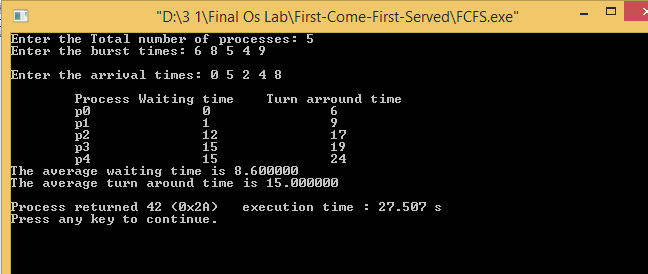 "D:\3 1\Final Os Lab\First-Come-First-Served\FCFS.exe"
Enter the Total number of processes: 5
Enter the burst times: 6 8 5 4 9
Enter the arrival times: 0 5 2 4 8
Process Waiting time Turn arround time
p0 0 6
p1 1 9
p2 12 17
p3 15 19
p4 15 24
The average waiting time is 8.600000
The average turn around time is 15.000000
Process returned 42 (0x2A) execution time : 27.507 s
Press any key to continue.